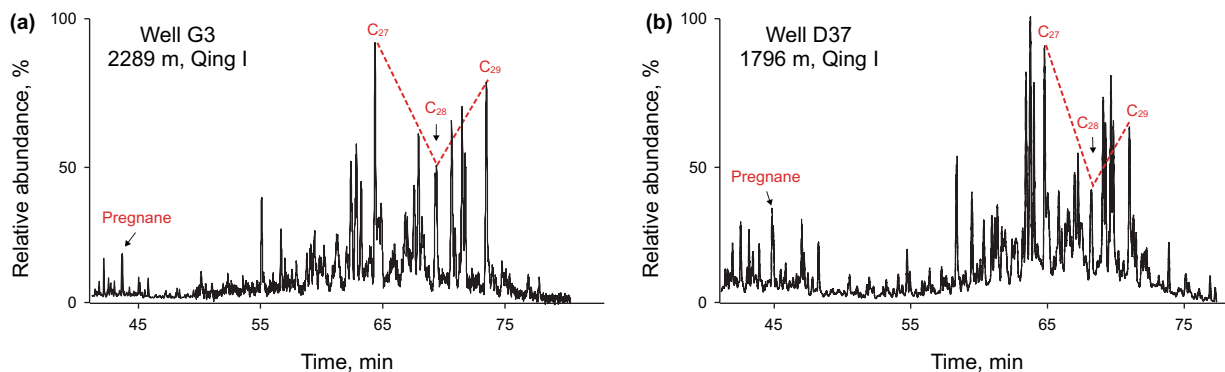 (a)
Well G3
2289 m, Qing I
Relative abundance, %
100
50
0
Pregnane
C₂₇
C₂₈
C₂₉
45
55
65
75
Time, min
(b)
Well D37
1796 m, Qing I
Relative abundance, %
100
50
0
Pregnane
C₂₇
C₂₈
C₂₉
45
55
65
75
Time, min